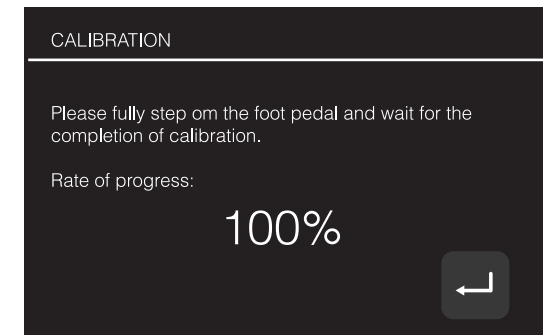 CALIBRATION
Please fully step om the foot pedal and wait for the
completion of calibration.
Rate of progress:
100%